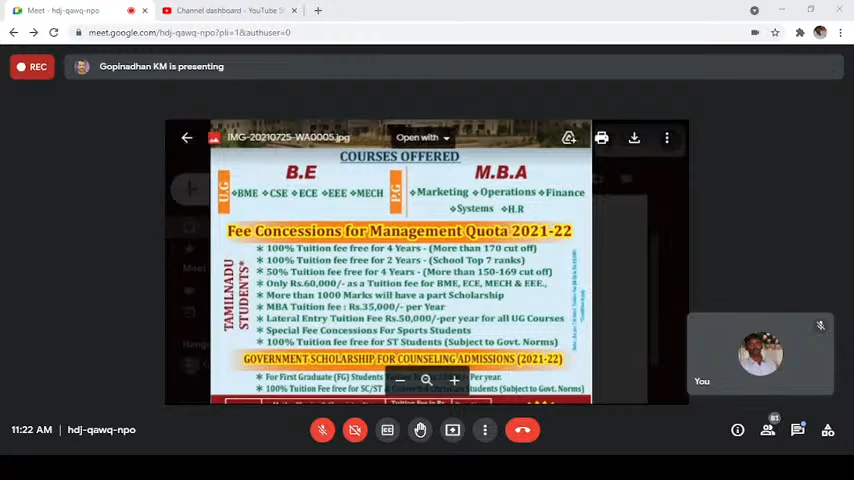 Meet - hdj-qawq-npo
Channel dashboard - YouTube St
meet.google.com/hdj-qawq-npo?pli=1&authuser=0
REC
Gopinadhan KM is presenting
IMG-20210725-WA0005.jpg
Open with
COURSES OFFERED
U.G
B.E
BME CSE ECE EEE MECH
P.G
M.B.A
Marketing Operations Finance
Systems H.R
Fee Concessions for Management Quota 2021-22
TAMILNADU STUDENTS*
* 100% Tuition fee free for 4 Years - (More than 170 cut off)
* 100% Tuition fee free for 2 Years - (School Top 7 ranks)
* 50% Tuition fee free for 4 Years - (More than 150-169 cut off)
* Only Rs.60,000/- as a Tuition fee for BME, ECE, MECH & EEE.,
* More than 1000 Marks will have a part Scholarship
* MBA Tuition fee : Rs.35,000/- per Year
* Lateral Entry Tuition Fee Rs.50,000/-per year for all UG Courses
* Special Fee Concessions For Sports Students
* 100% Tuition fee free for ST Students (Subject to Govt. Norms)
GOVERNMENT SCHOLARSHIP FOR COUNSELING ADMISSIONS (2021-22)
* For First Graduate (FG) Students Per year.
* 100% Tuition Fee free for SC/ST & Students (Subject to Govt. Norms)
Tuition Fee in Rs
Meet
Hang
You
11:22 AM | hdj-qawq-npo
81